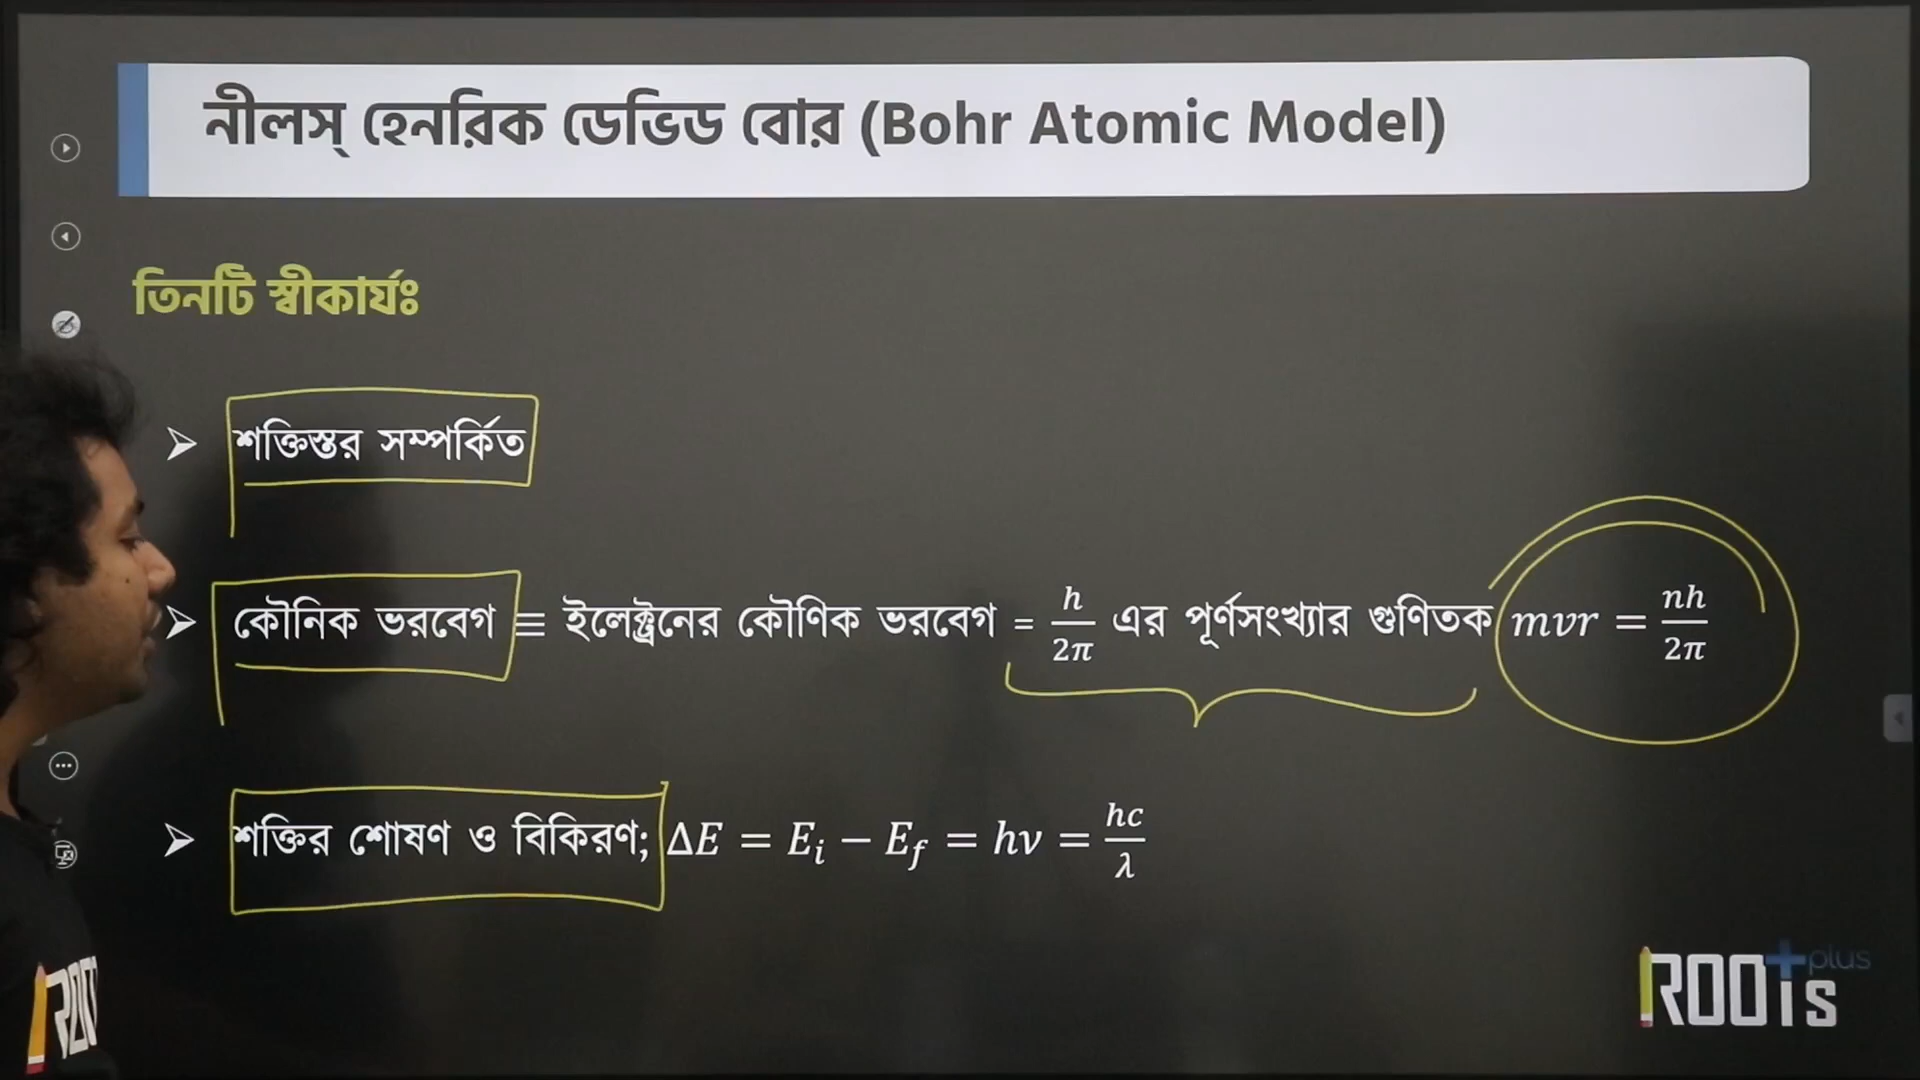 নীলস্ হেনরিক ডেভিড বোর (Bohr Atomic Model)
তিনটি স্বীকার্যঃ
➢ শক্তিস্তর সম্পর্কিত
➢ কৌনিক ভরবেগ ≡ ইলেক্ট্রনের কৌণিক ভরবেগ = h/2π এর পূর্ণসংখ্যার গুণিতক mvr = nh/2π
➢ শক্তির শোষণ ও বিকিরণ; ΔE = E_i − E_f = hν = hc/λ
ROOTs plus